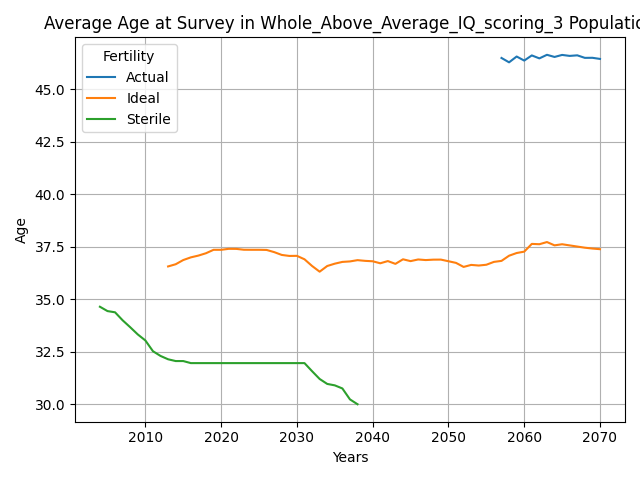 Average Age at Survey in Whole_Above_Average_IQ_scoring_3 Populatio
Fertility
Actual
Ideal
Sterile
45.0
42.5
40.0
37.5
35.0
32.5
30.0
Age
2010 2020 2030 2040 2050 2060 2070
Years